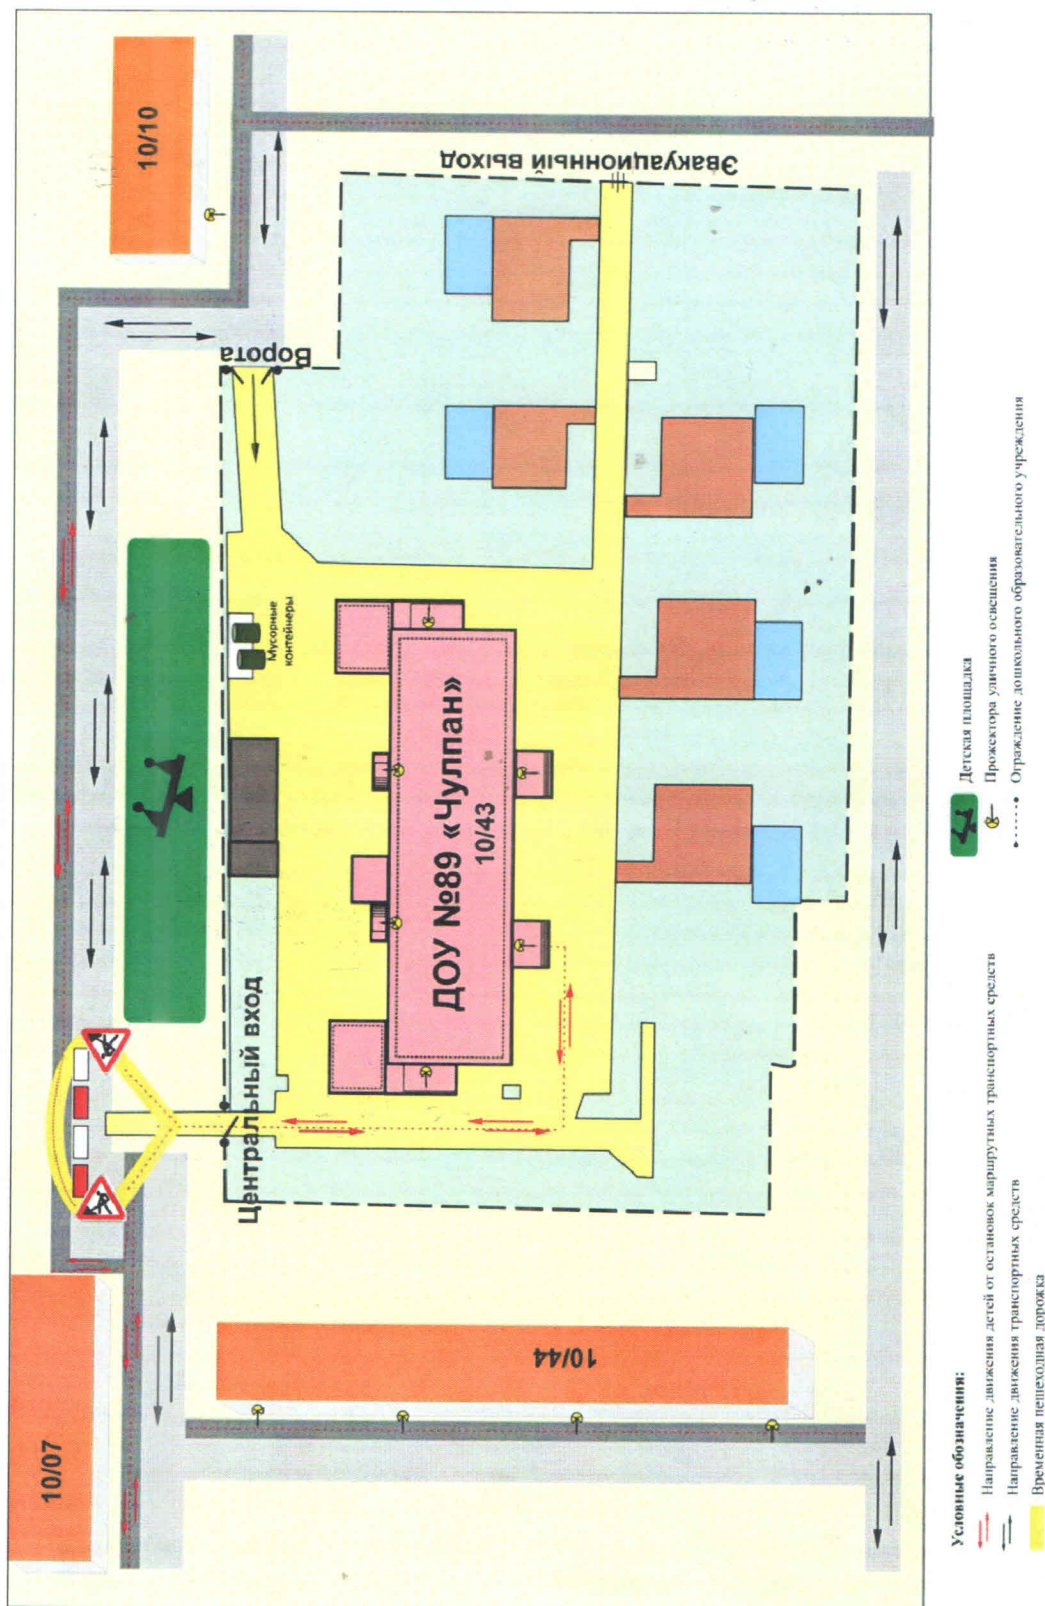 10/07
10/10
Ворота
Эвакуационный выход
Мусорные
контейнеры
ДОУ №89 «Чулпан»
10/43
Центральный вход
10/44
Условные обозначения:
Направление движения детей от остановок маршрутных транспортных средств
Направление движения транспортных средств
Временная пешеходная дорожка
Детская площадка
Прожектора уличного освещения
Ограждение дошкольного образовательного учреждения